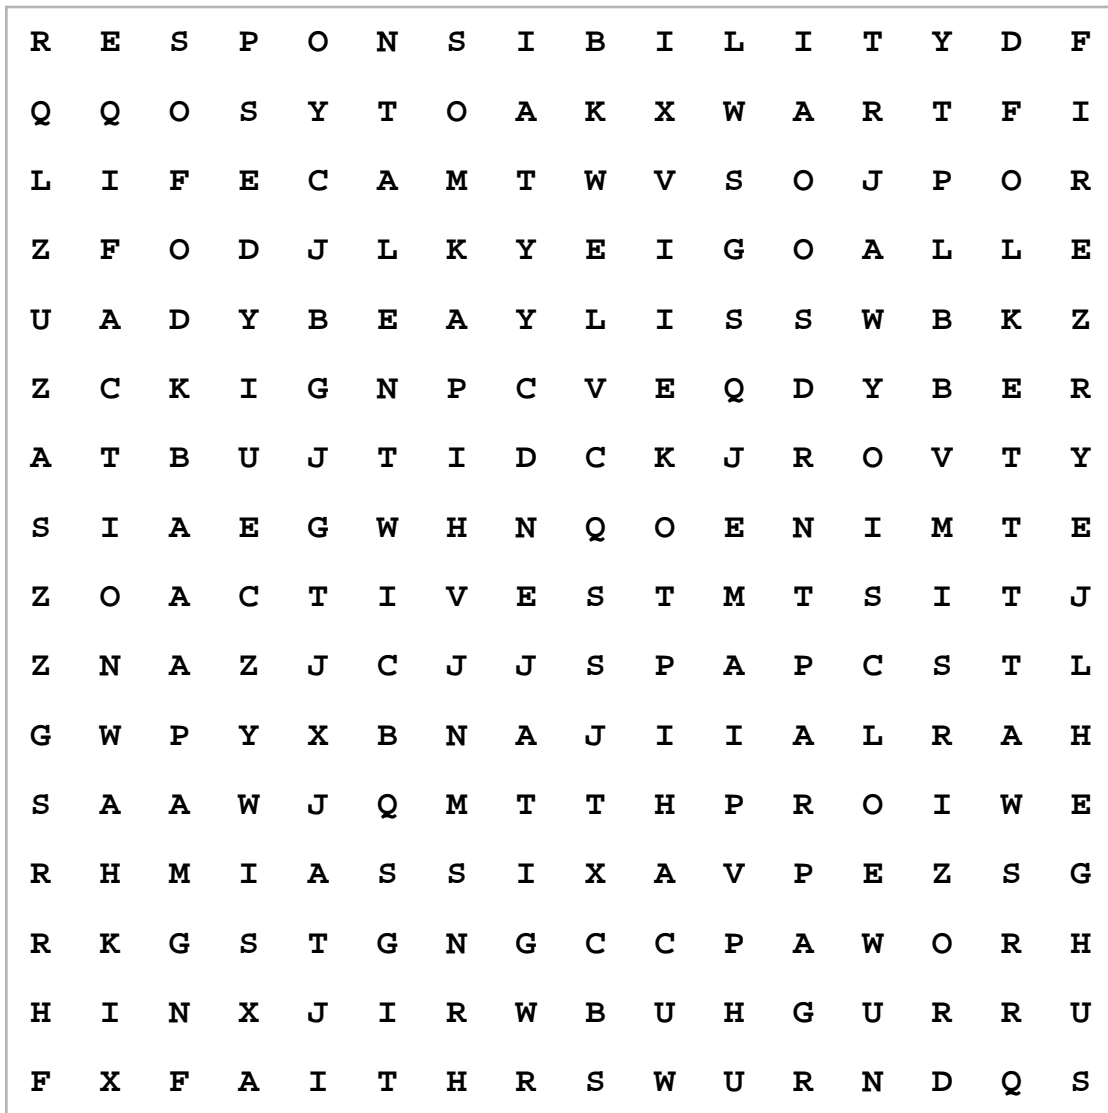 R E S P O N S I B I L I T Y D F
Q Q O S Y T O A K X W A R T F I
L I F E C A M T W V S O J P O R
Z F O D J L K Y E I G O A L L E
U A D Y B E A Y L I S S W B K Z
Z C K I G N P C V E Q D Y B E R
A T B U J T I D C K J R O V T Y
S I A E G W H N Q O E N I M T E
Z O A C T I V E S T M T S I T J
Z N A Z J C J J S P A P C S T L
G W P Y X B N A J I I A L R A H
S A A W J Q M T T H P R O I W E
R H M I A S S I X A V P E Z S G
R K G S T G N G C C P A W O R H
H I N X J I R W B U H G U R R U
F X F A I T H R S W U R N D Q S